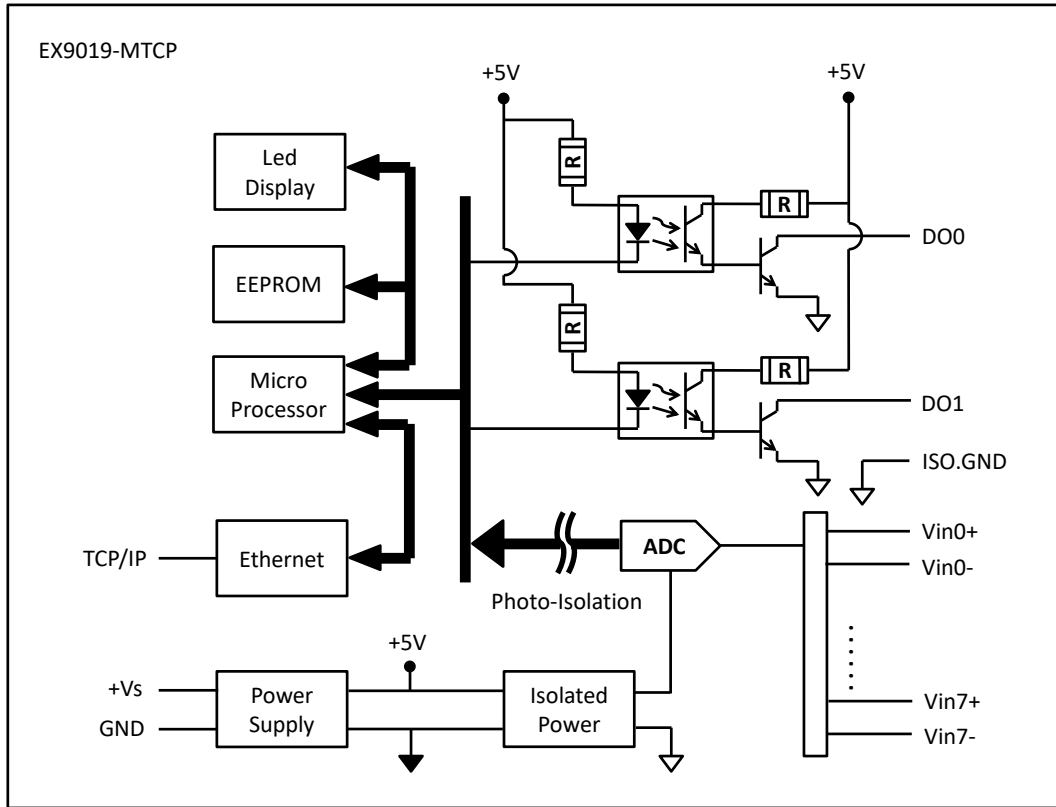 EX9019-MTCP
+5V
+5V
Led
Display
R
R
DO0
EEPROM
R
Micro
Processor
R
DO1
ISO.GND
TCP/IP
Ethernet
ADC
Vin0+
Vin0-
Photo-Isolation
+5V
+Vs
GND
Power
Supply
Isolated
Power
Vin7+
Vin7-